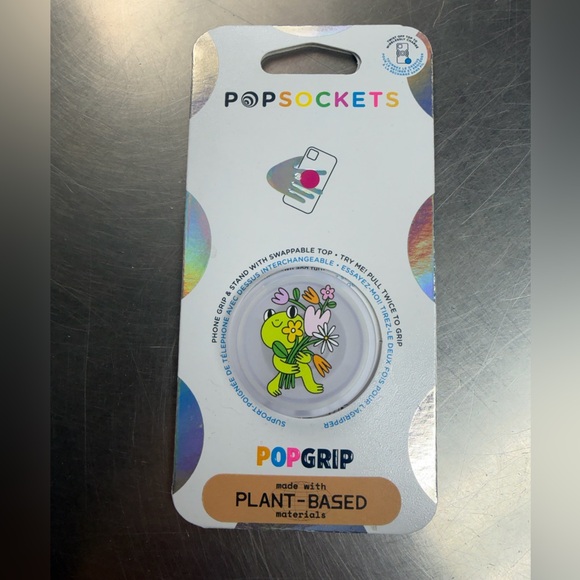 POPSOCKETS
PHONE GRIP & STAND WITH SWAPPABLE TOP • TRY ME! PULL TWICE TO GRIP
SUPPORT-POIGNÉE DE TÉLÉPHONE AVEC DESSUS INTERCHANGEABLE • ESSAYEZ-MOI! TIREZ-LE DEUX FOIS POUR L'AGRIPPER
POPGRIP
made with
PLANT-BASED
materials